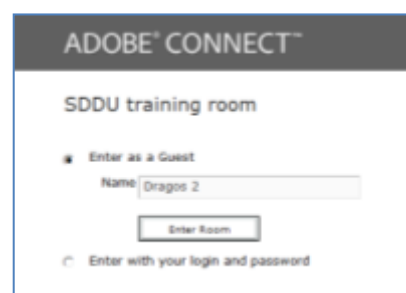 ADOBE® CONNECT™
SDDU training room
Enter as a Guest
Name Dragos 2
Enter Room
Enter with your login and password